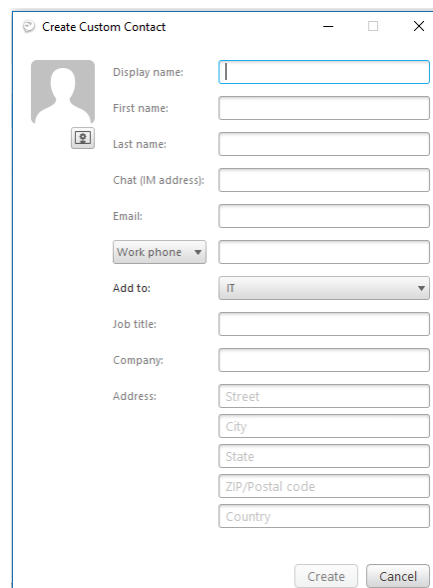 Create Custom Contact
Display name:
First name:
Last name:
Chat (IM address):
Email:
Work phone
Add to: IT
Job title:
Company:
Address: Street
City
State
ZIP/Postal code
Country
Create Cancel